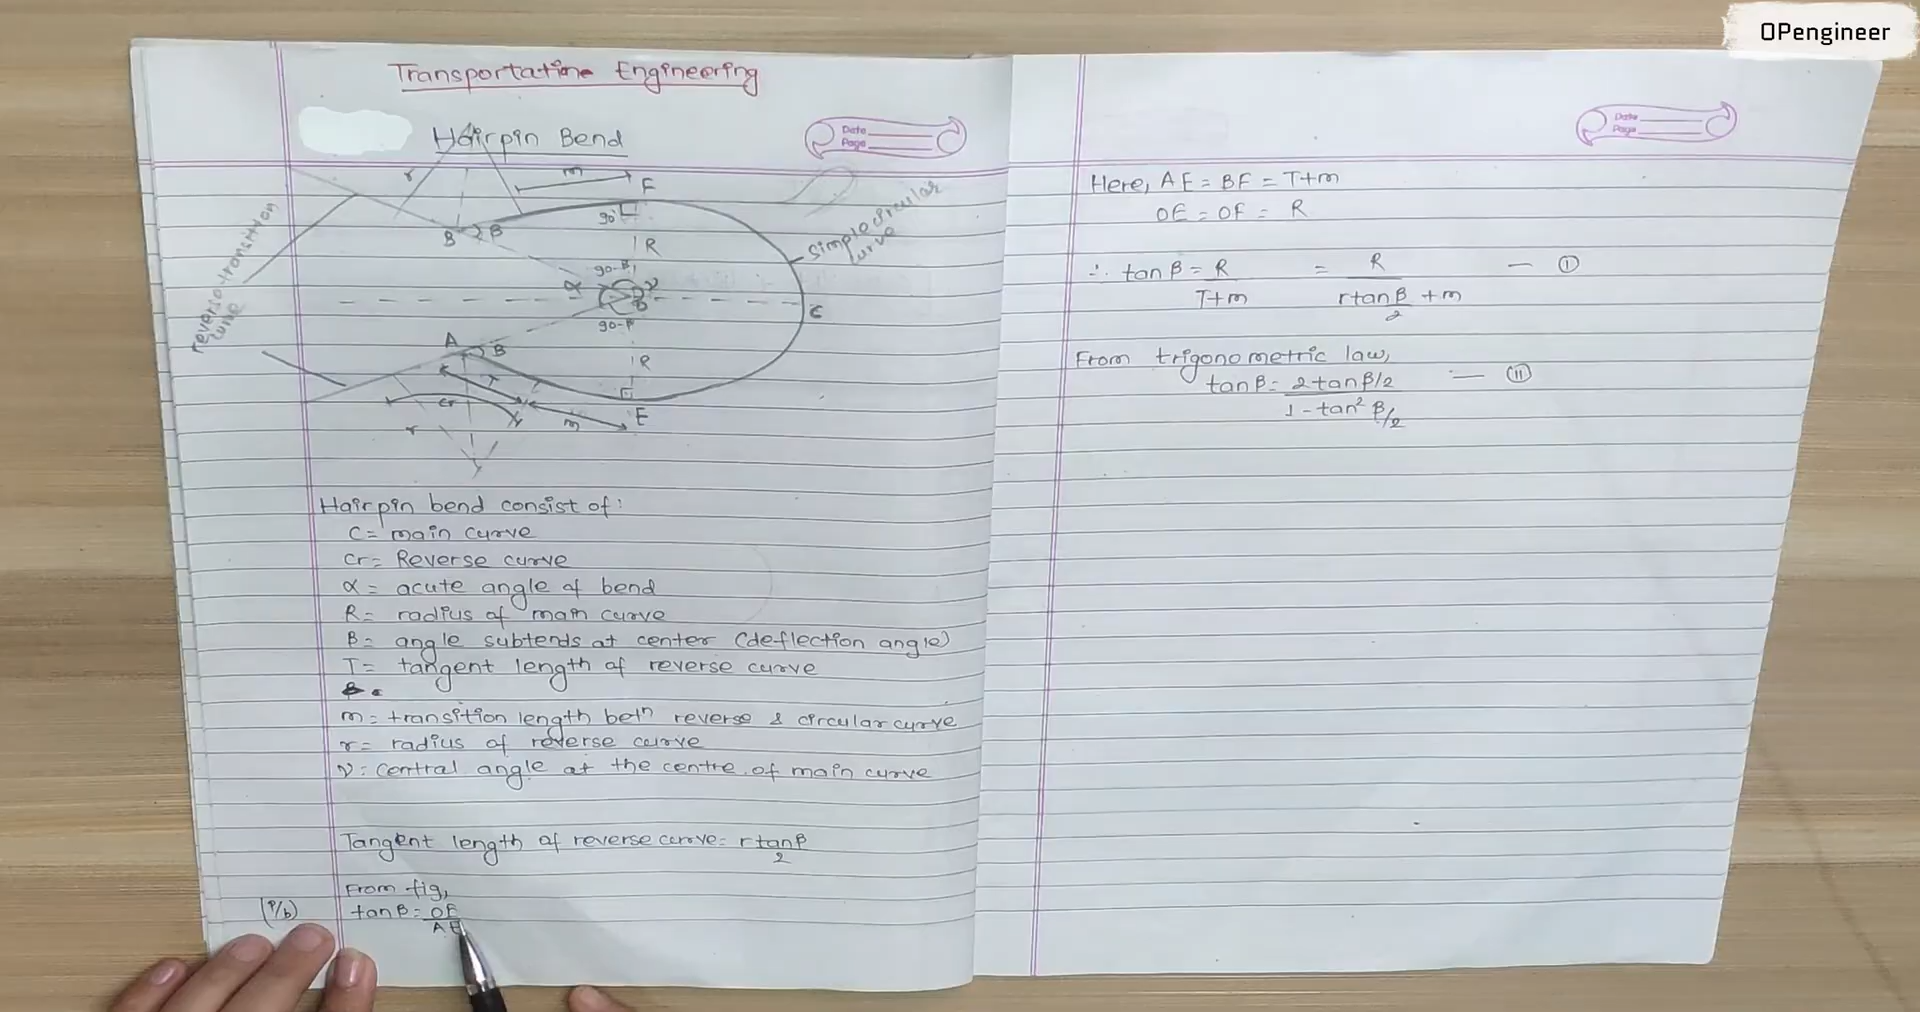 OPengineer
Transportation Engineering
Hairpin Bend
Date
Page
r
m
F
90°
B
β
R
simple circular
curve
reverse transition
curve
90-β
α
γ
O
C
90-β
A
β
R
T
cr
m
E
r
Hairpin bend consist of:
C = main curve
Cr = Reverse curve
α = acute angle of bend
R = radius of main curve
β = angle subtends at center (deflection angle)
T = tangent length of reverse curve
m = transition length betn reverse & circular curve
r = radius of reverse curve
γ = central angle at the centre of main curve
Tangent length of reverse curve = r tan β/2
From fig,
(P/b) tan β = OE/AE
Date
Page
Here, AE = BF = T+m
OE = OF = R
∴ tan β = R/T+m = R/(r tan β/2 + m) — (I)
From trigonometric law,
tan β = 2 tan β/2 / 1 - tan² β/2 — (II)